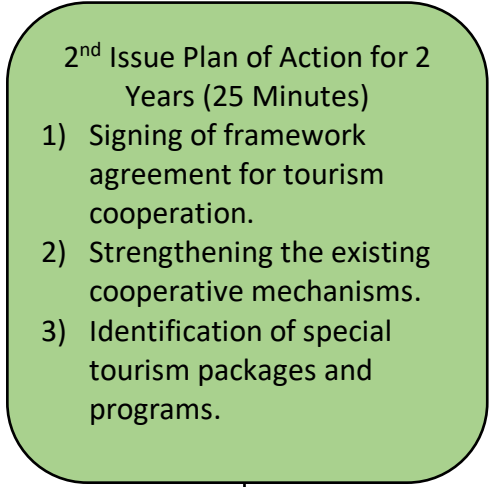 2nd Issue Plan of Action for 2
Years (25 Minutes)
1) Signing of framework
agreement for tourism
cooperation.
2) Strengthening the existing
cooperative mechanisms.
3) Identification of special
tourism packages and
programs.